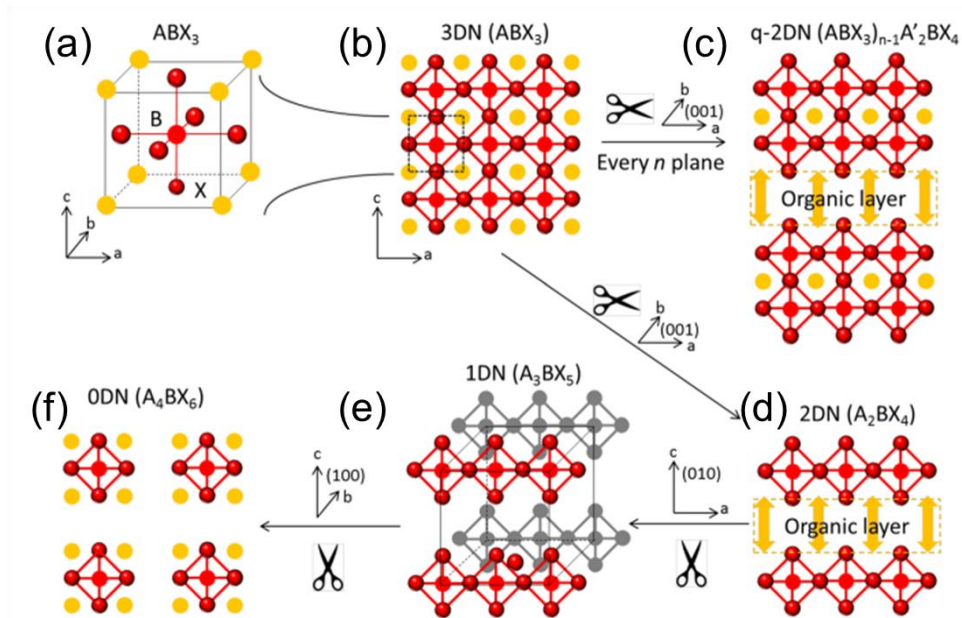 (a)
ABX₃
B
X
c
b
a
(b)
3DN (ABX₃)
c
a
b
(001)
a
Every n plane
(c)
q-2DN (ABX₃)ₙ₋₁A’₂BX₄
Organic layer
b
(001)
a
(d)
2DN (A₂BX₄)
Organic layer
c
(010)
a
(e)
1DN (A₃BX₅)
c
(100)
b
(f)
0DN (A₄BX₆)